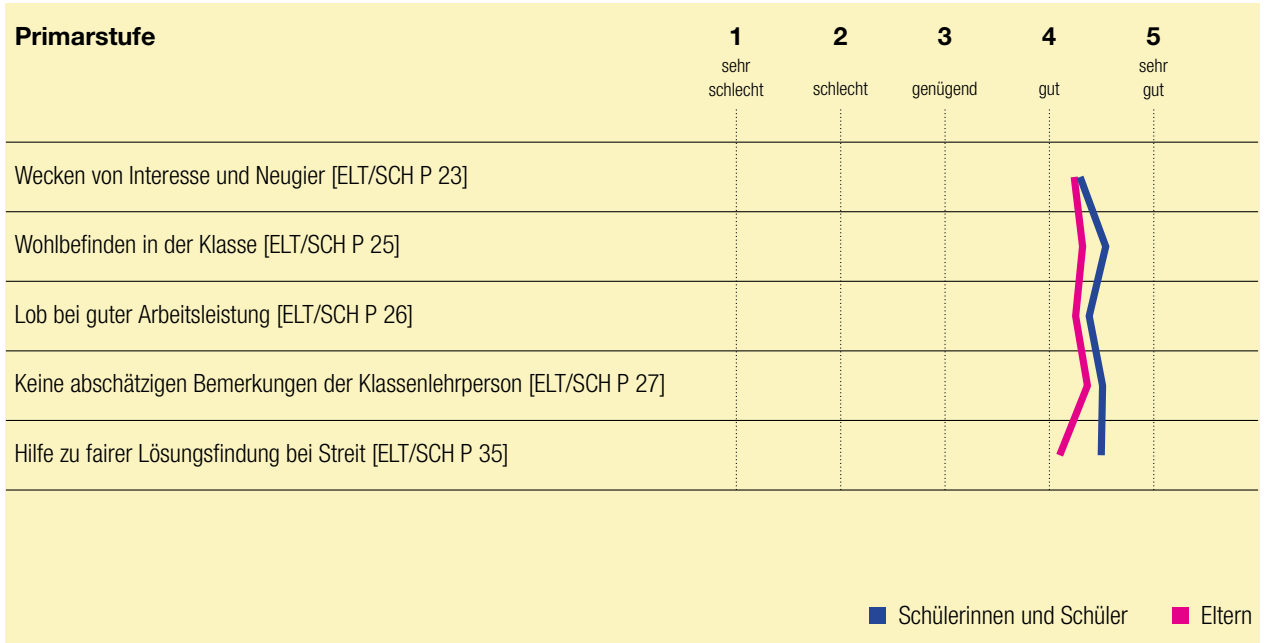 Primarstufe 1 2 3 4 5
sehr schlecht schlecht genügend gut sehr gut
Wecken von Interesse und Neugier [ELT/SCH P 23]
Wohlbefinden in der Klasse [ELT/SCH P 25]
Lob bei guter Arbeitsleistung [ELT/SCH P 26]
Keine abschätzigen Bemerkungen der Klassenlehrperson [ELT/SCH P 27]
Hilfe zu fairer Lösungsfindung bei Streit [ELT/SCH P 35]
Schülerinnen und Schüler Eltern